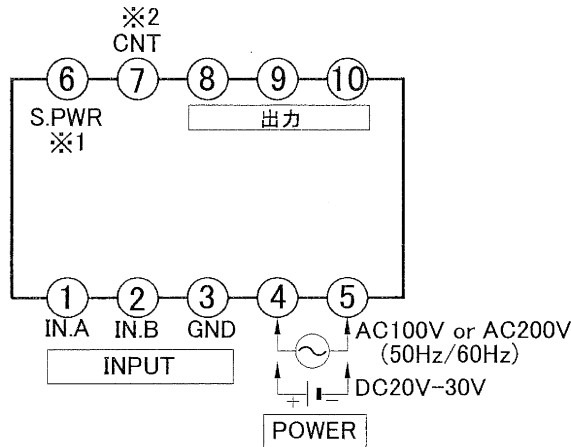 ※2
CNT
6 7 8 9 10
S.PWR
※1
出力
1 2 3 4 5
IN.A IN.B GND
INPUT
AC100V or AC200V
(50Hz/60Hz)
+ − DC20V−30V
POWER